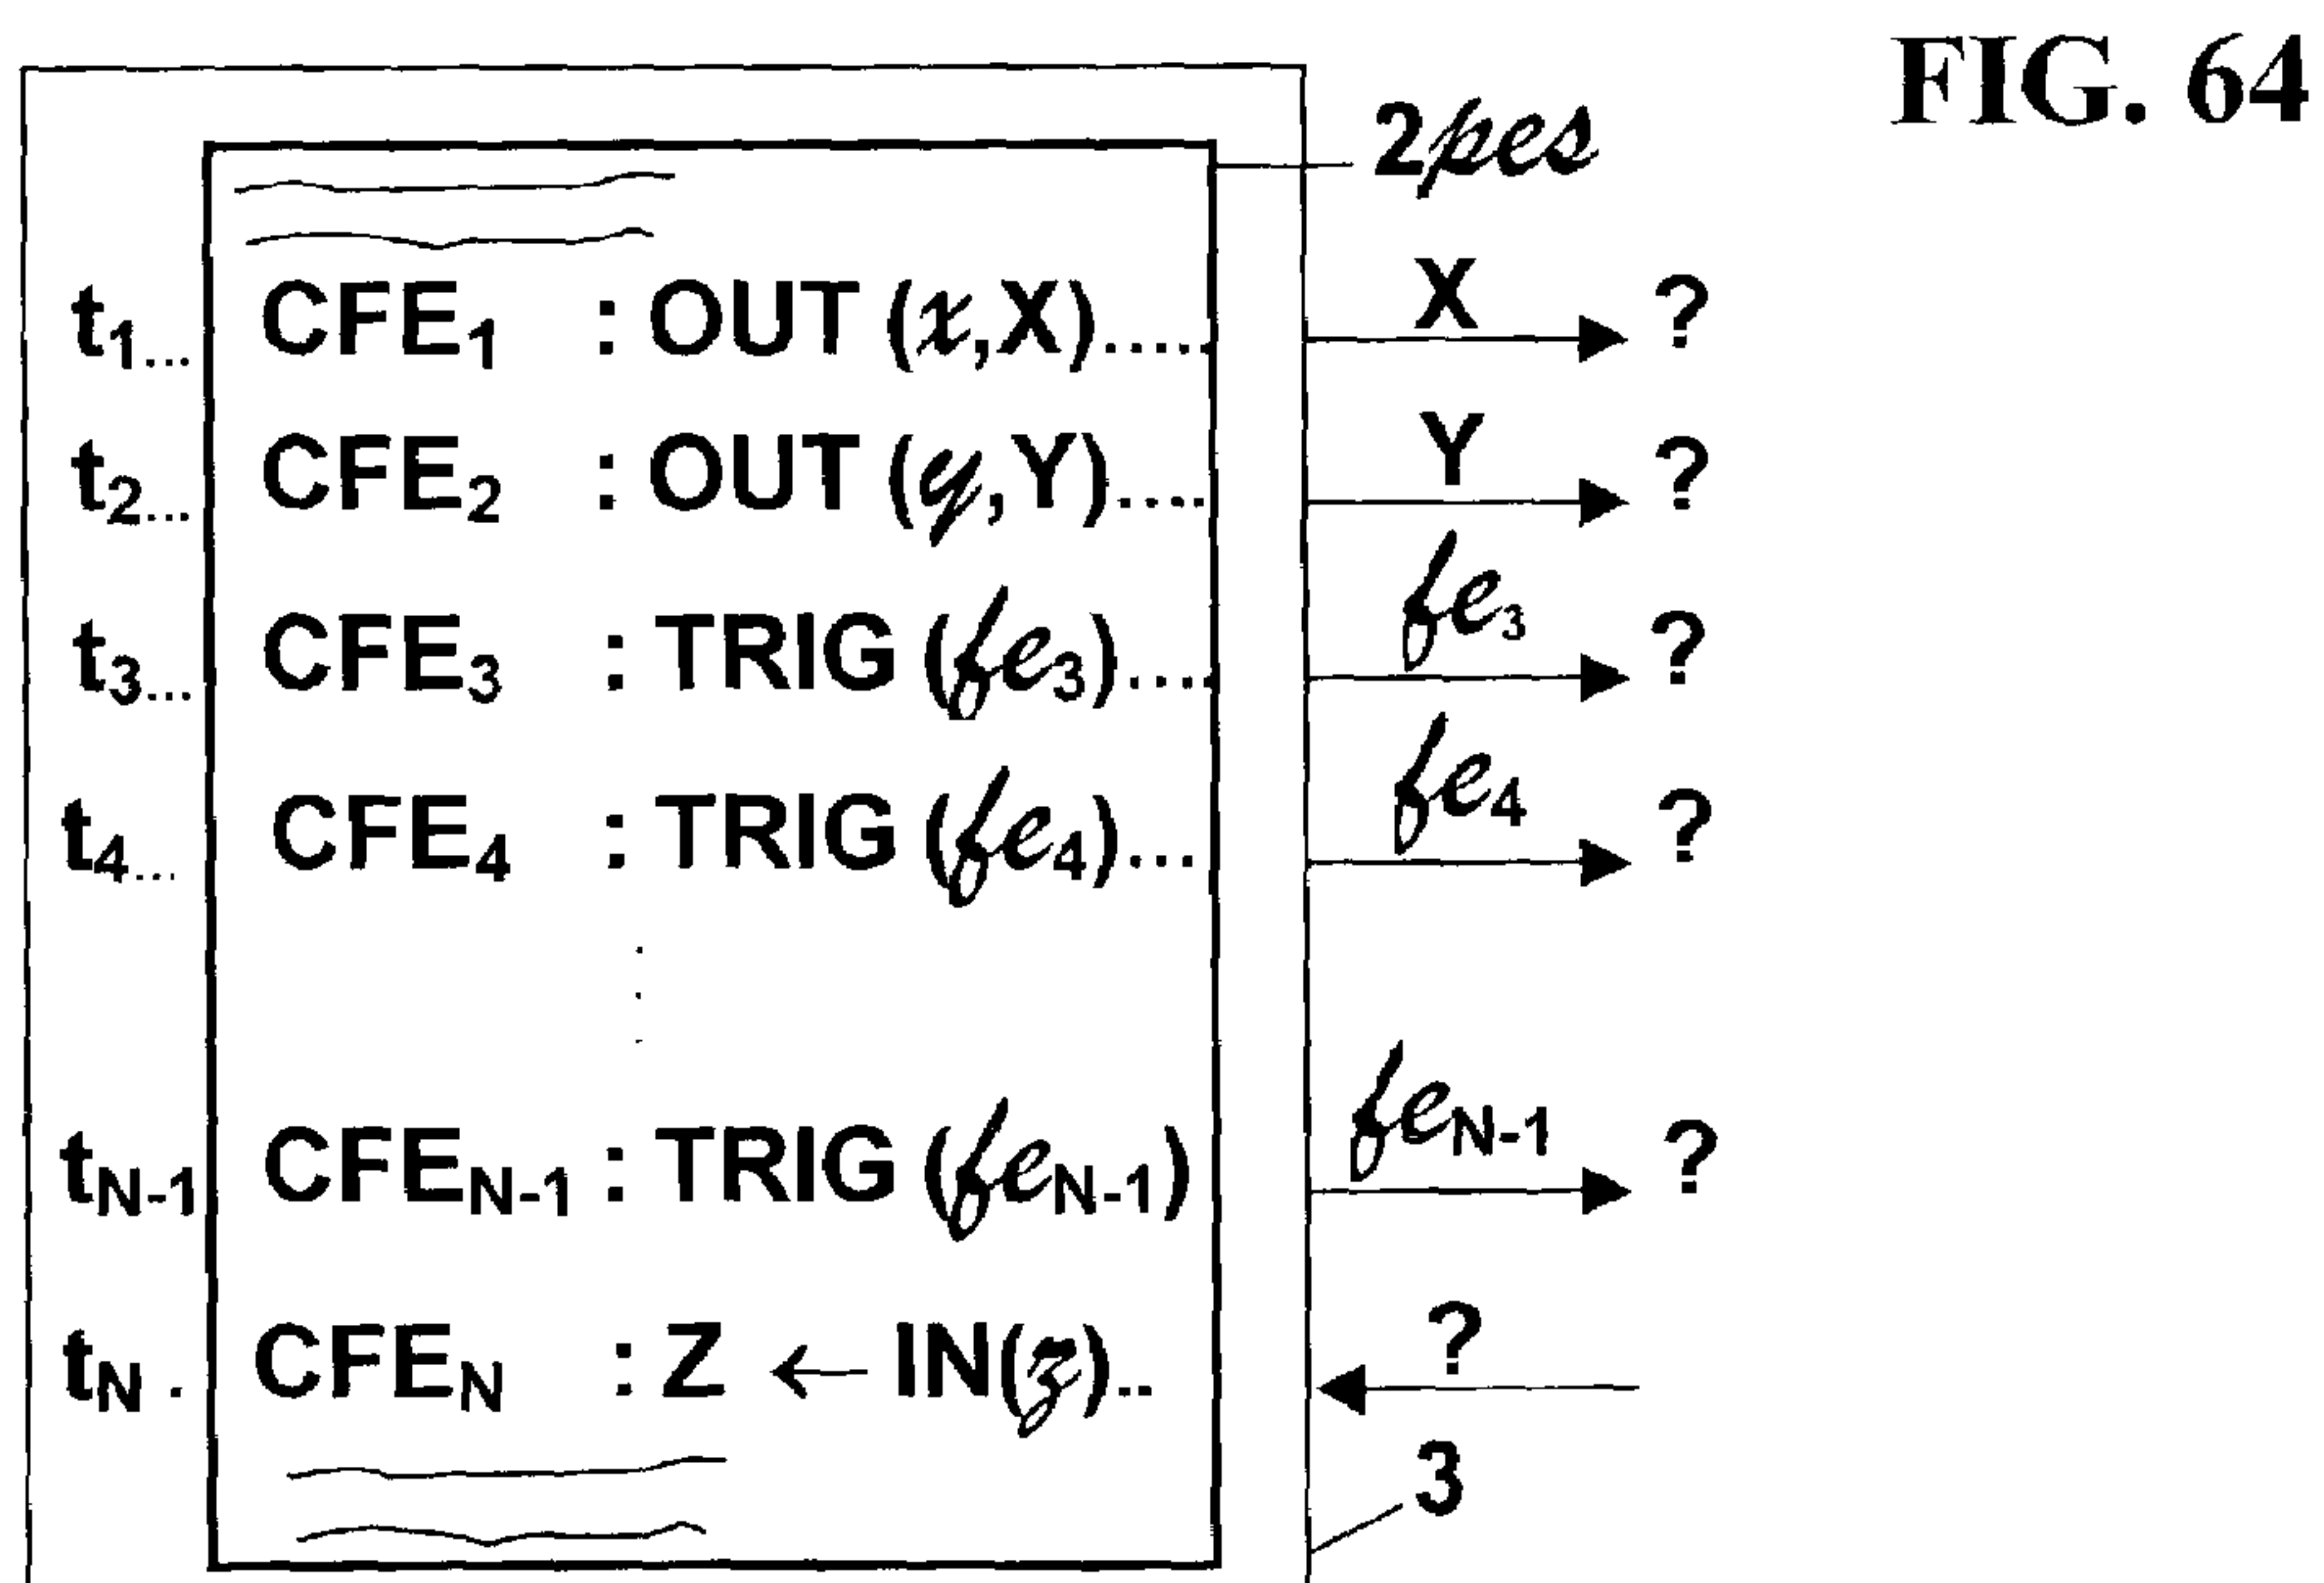 FIG. 64
2pes
t1... CFE1 : OUT (x,X)..... X ?
t2... CFE2 : OUT (y,Y).... Y ?
t3... CFE3 : TRIG (fe3).... fe3 ?
t4... CFE4 : TRIG (fe4)... fe4 ?
tN-1 CFEN-1 : TRIG (feN-1) feN-1 ?
tN . CFEN : Z ← IN(z).. ?
3